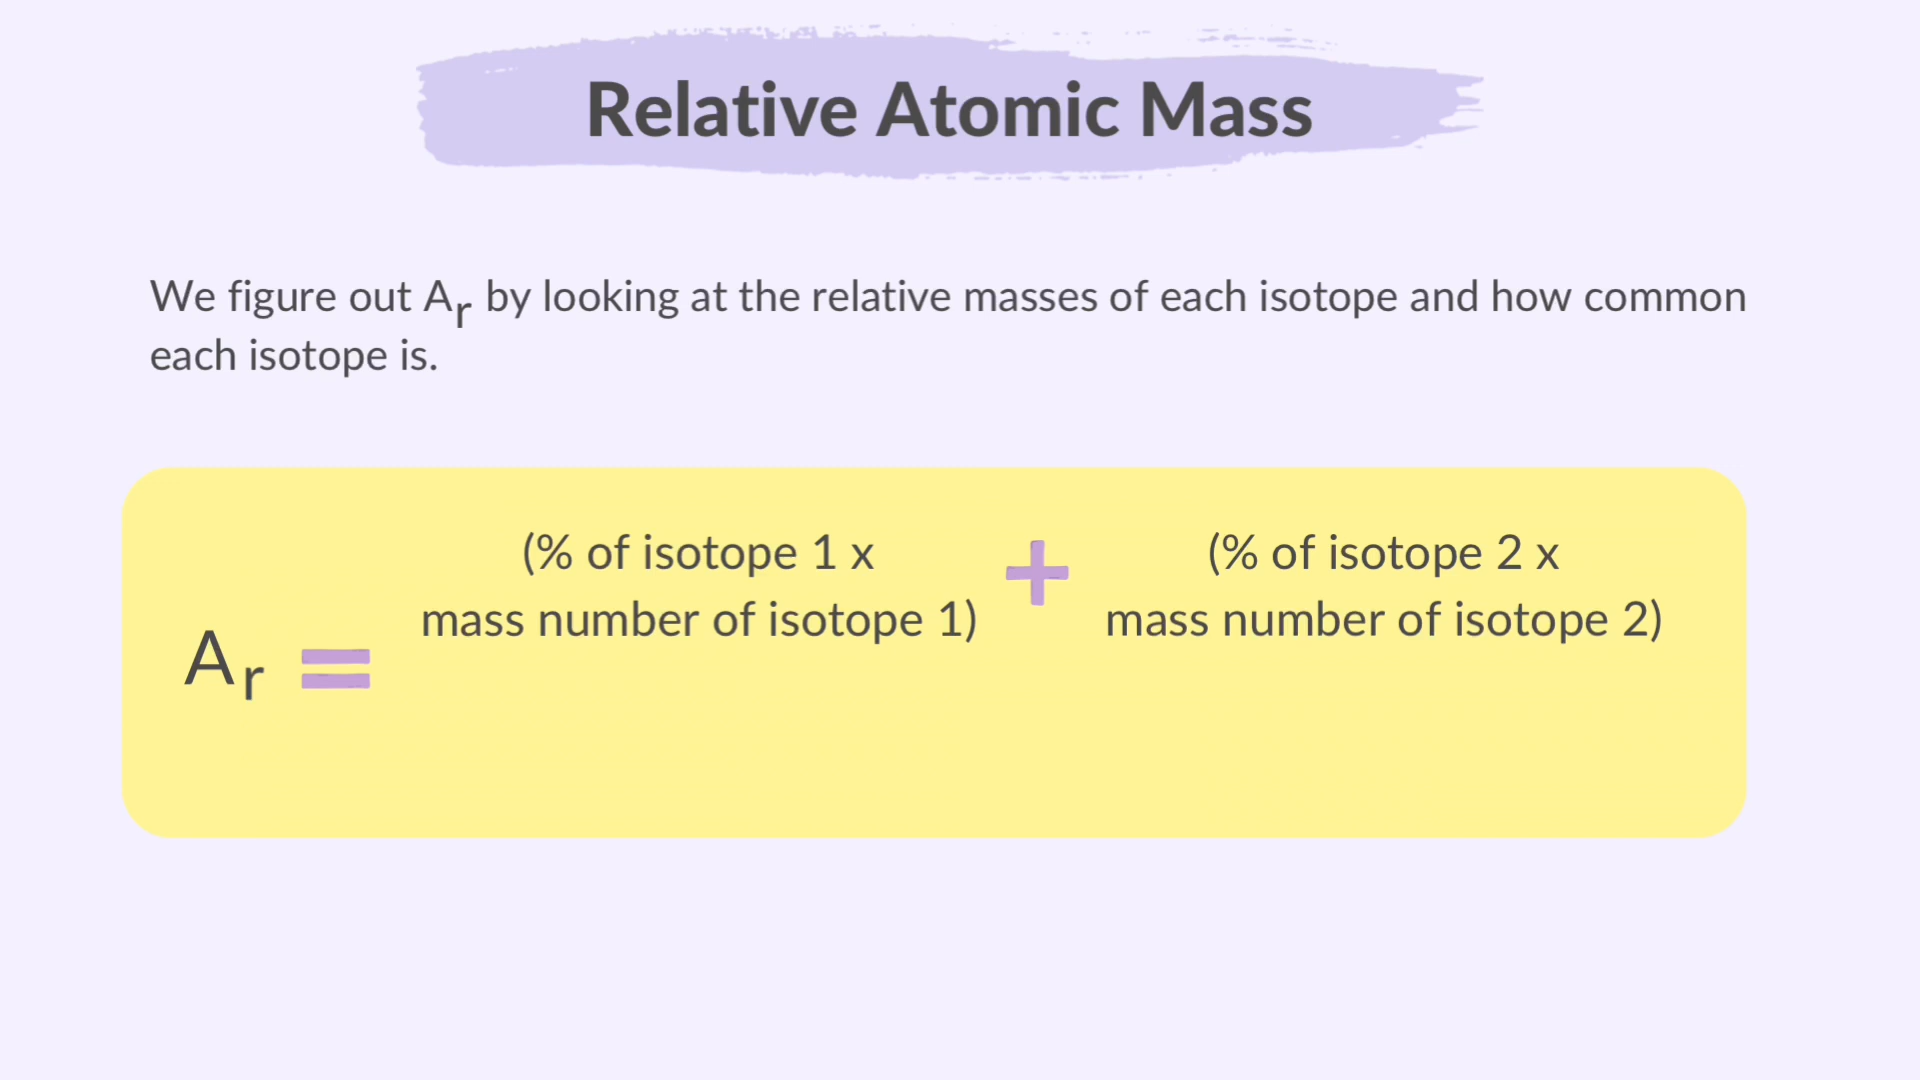 Relative Atomic Mass
We figure out Ar by looking at the relative masses of each isotope and how common
each isotope is.
(% of isotope 1 x
mass number of isotope 1)
+
(% of isotope 2 x
mass number of isotope 2)
Ar =